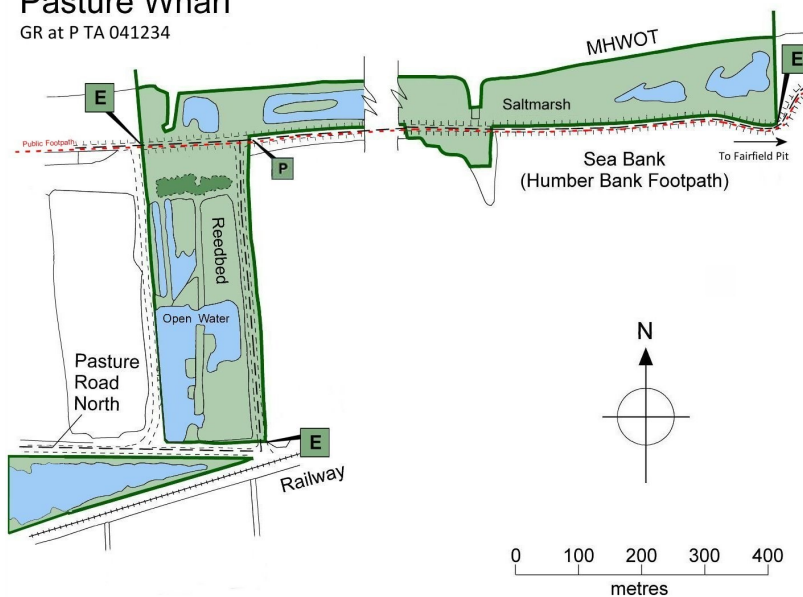 Pasture Wharf
GR at P TA 041234
MHWOT
E
E
Saltmarsh
Public Footpath
P
To Fairfield Pit
Sea Bank
(Humber Bank Footpath)
Reedbed
Open Water
N
Pasture
Road
North
E
Railway
0 100 200 300 400
metres